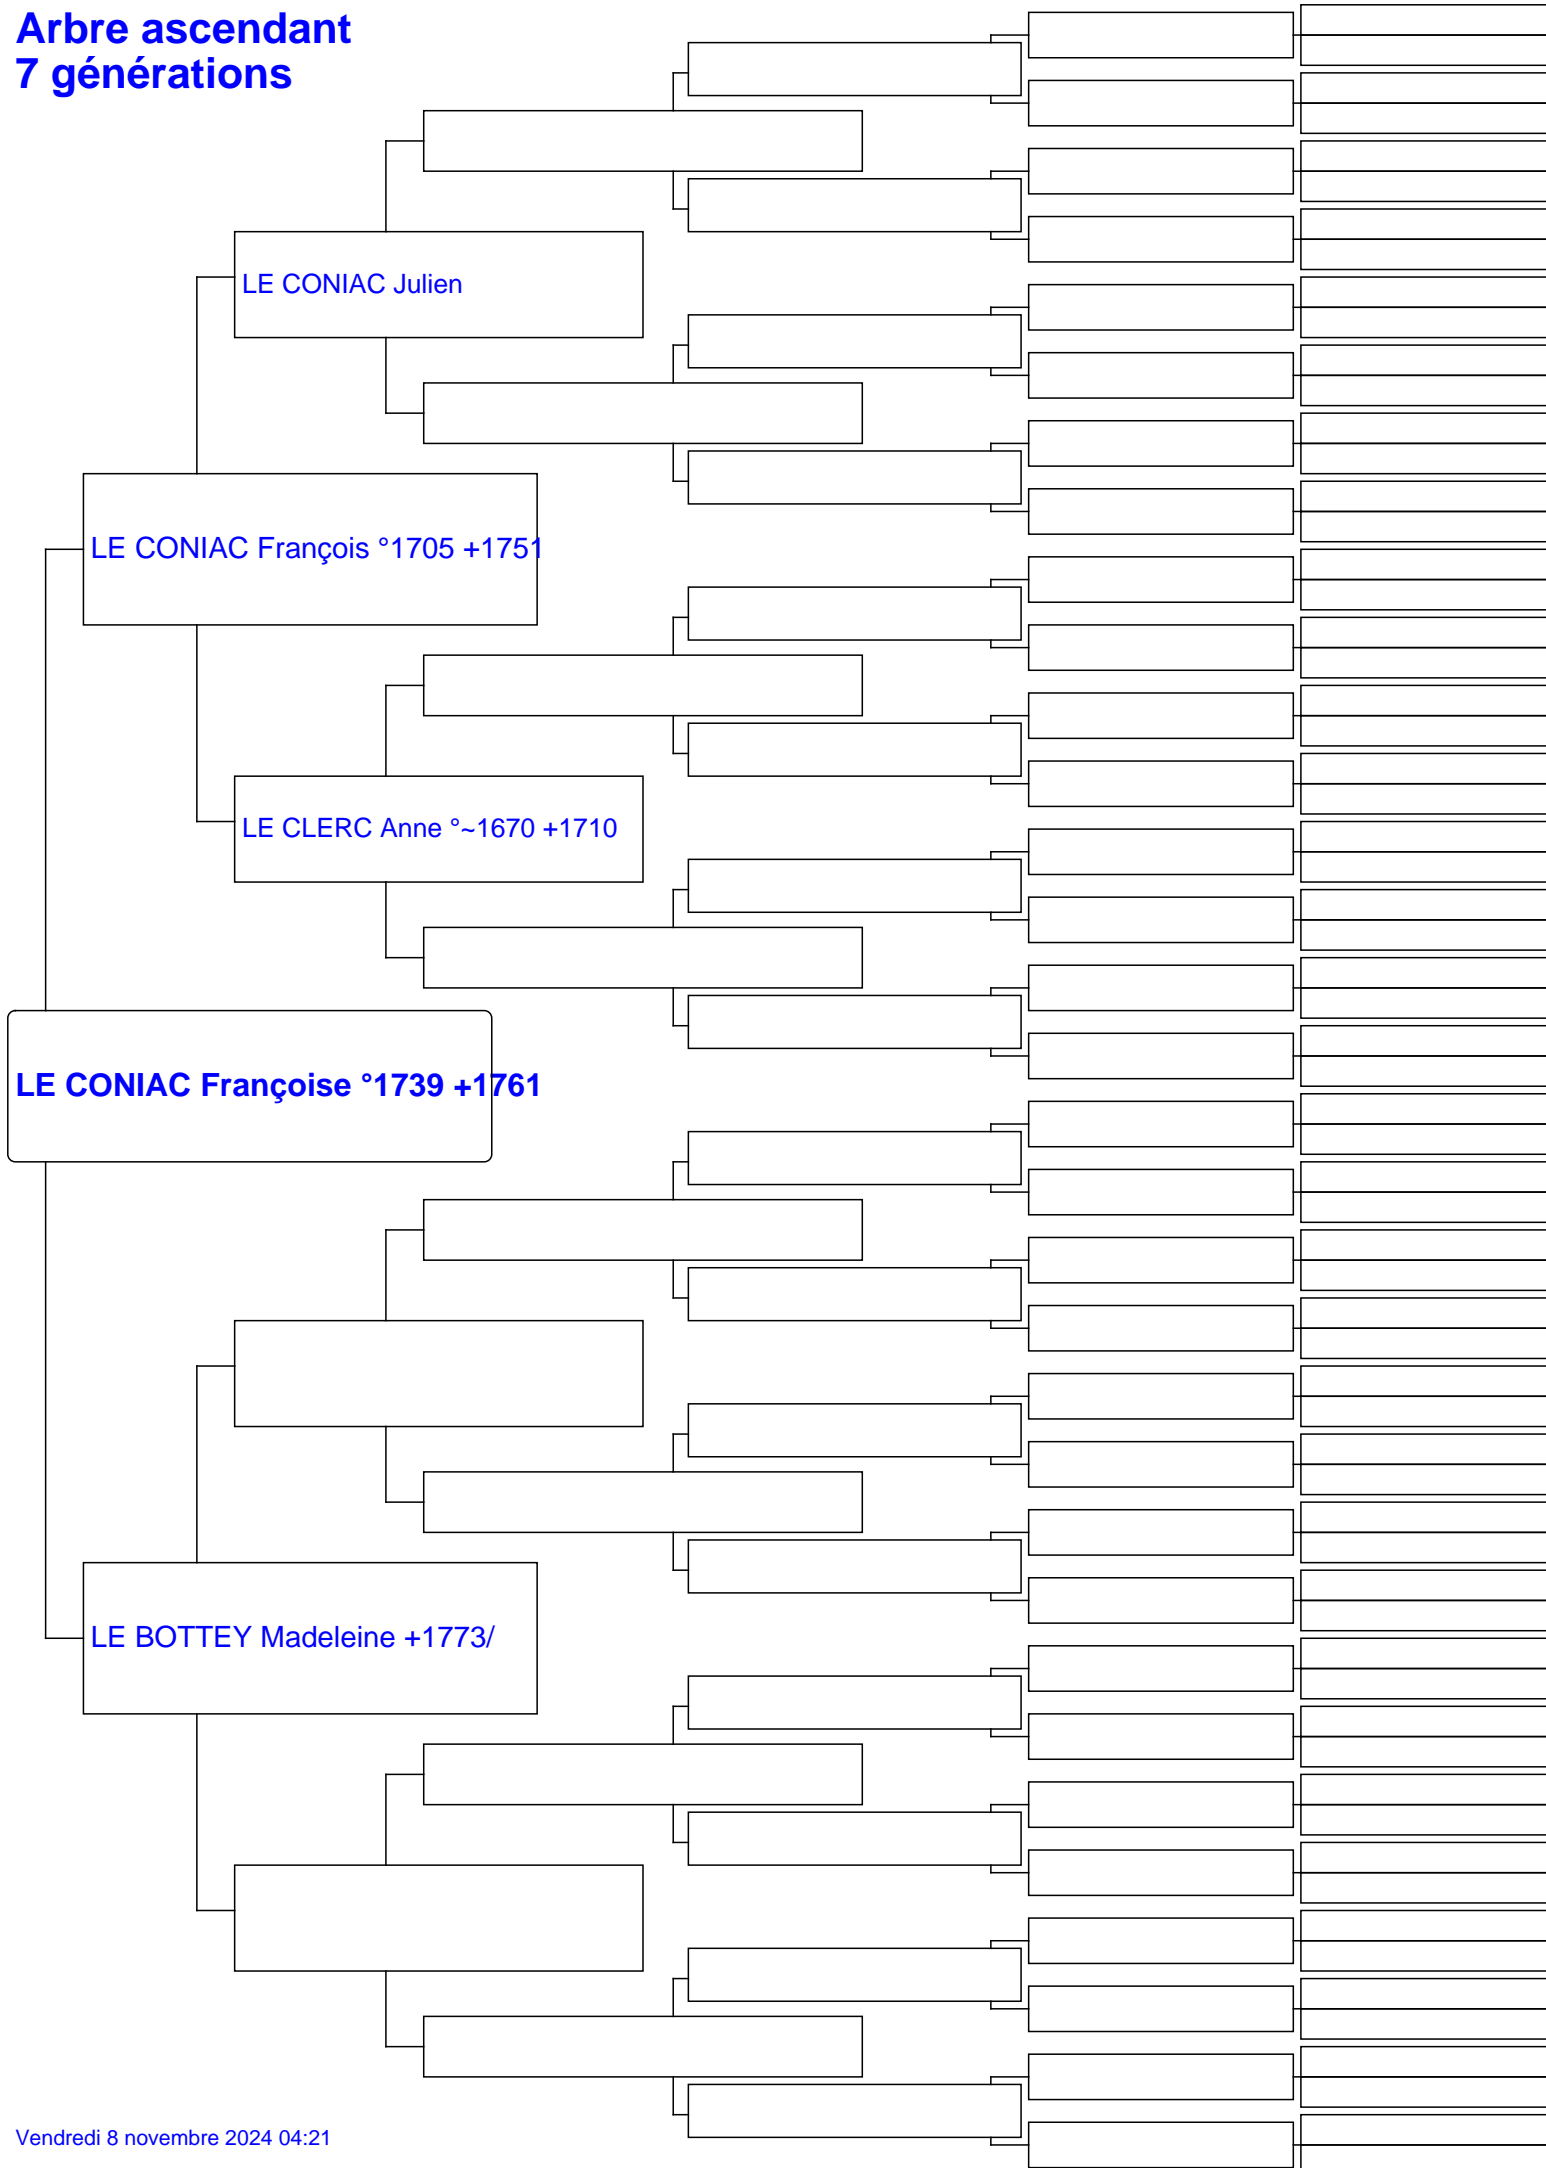 Arbre ascendant
7 générations
LE CONIAC Julien
LE CONIAC François °1705 +1751
LE CLERC Anne °~1670 +1710
LE CONIAC Françoise °1739 +1761
LE BOTTEY Madeleine +1773/
Vendredi 8 novembre 2024 04:21